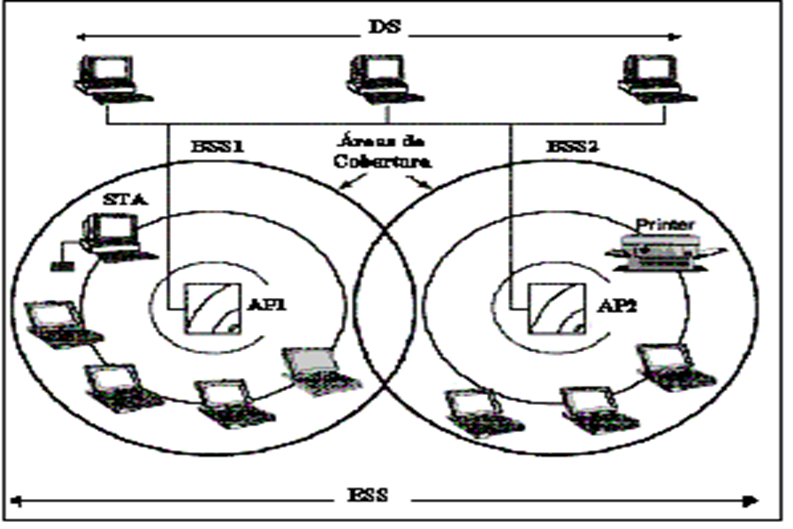 DS
BSS1
Áreas de
Cobertura
BSS2
STA
Printer
AP1
AP2
ESS